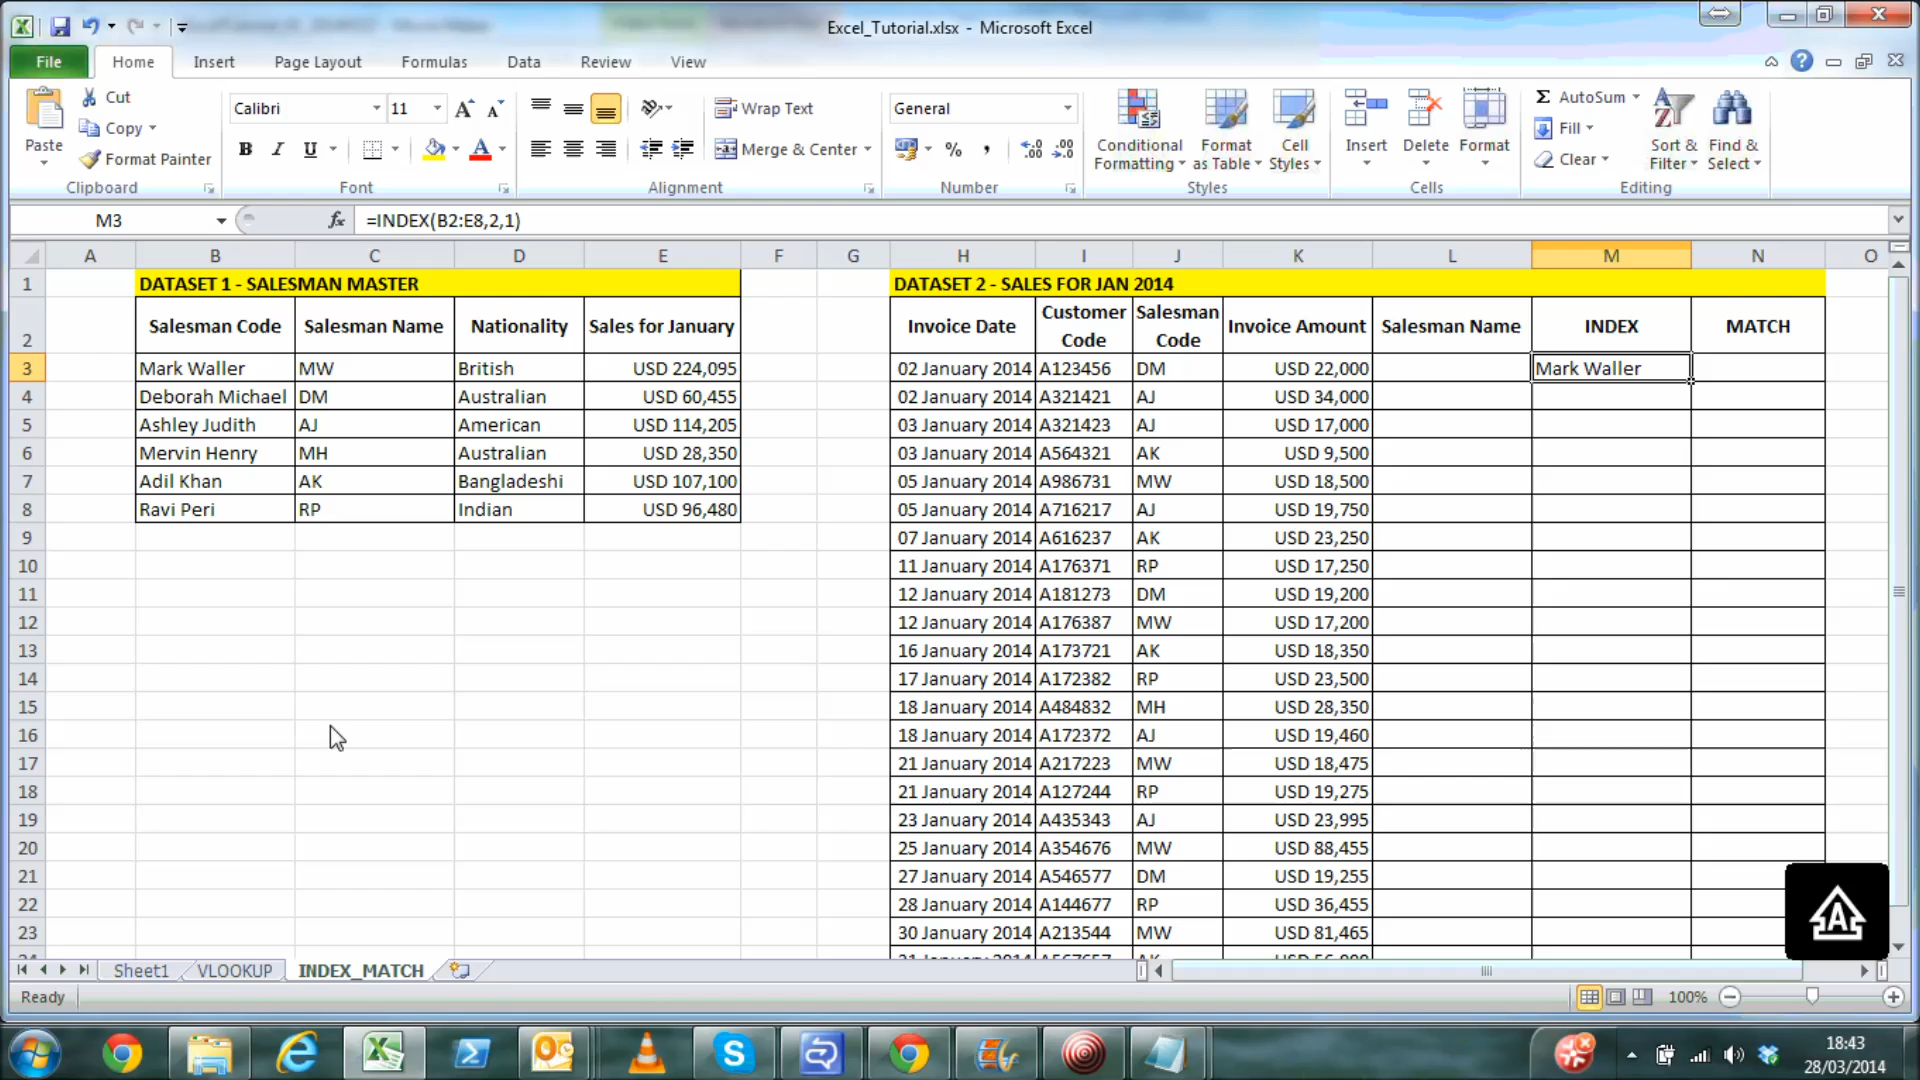 Excel_Tutorial.xlsx - Microsoft Excel
File Home Insert Page Layout Formulas Data Review View
Paste Cut Copy Format Painter
Calibri 11
B I U A
Wrap Text
Merge & Center
General
%
Conditional Formatting
Format as Table
Cell Styles
Insert Delete Format
Σ AutoSum
Fill
Clear
Sort & Filter
Find & Select
Clipboard Font Alignment Number Styles Cells Editing
M3 fx =INDEX(B2:E8,2,1)
A B C D E F G H I J K L M N O
1 DATASET 1 - SALESMAN MASTER DATASET 2 - SALES FOR JAN 2014
2 Salesman Code Salesman Name Nationality Sales for January Invoice Date Customer Code Salesman Code Invoice Amount Salesman Name INDEX MATCH
3 Mark Waller MW British USD 224,095 02 January 2014 A123456 DM USD 22,000 Mark Waller
4 Deborah Michael DM Australian USD 60,455 02 January 2014 A321421 AJ USD 34,000
5 Ashley Judith AJ American USD 114,205 03 January 2014 A321423 AJ USD 17,000
6 Mervin Henry MH Australian USD 28,350 03 January 2014 A564321 AK USD 9,500
7 Adil Khan AK Bangladeshi USD 107,100 05 January 2014 A986731 MW USD 18,500
8 Ravi Peri RP Indian USD 96,480 05 January 2014 A716217 AJ USD 19,750
9 07 January 2014 A616237 AK USD 23,250
10 11 January 2014 A176371 RP USD 17,250
11 12 January 2014 A181273 DM USD 19,200
12 12 January 2014 A176387 MW USD 17,200
13 16 January 2014 A173721 AK USD 18,350
14 17 January 2014 A172382 RP USD 23,500
15 18 January 2014 A484832 MH USD 28,350
16 18 January 2014 A172372 AJ USD 19,460
17 21 January 2014 A217223 MW USD 18,475
18 21 January 2014 A127244 RP USD 19,275
19 23 January 2014 A435343 AJ USD 23,995
20 25 January 2014 A354676 MW USD 88,455
21 27 January 2014 A546577 DM USD 19,255
22 28 January 2014 A144677 RP USD 36,455
23 30 January 2014 A213544 MW USD 81,465
Sheet1 VLOOKUP INDEX_MATCH
Ready 100%
18:43
28/03/2014